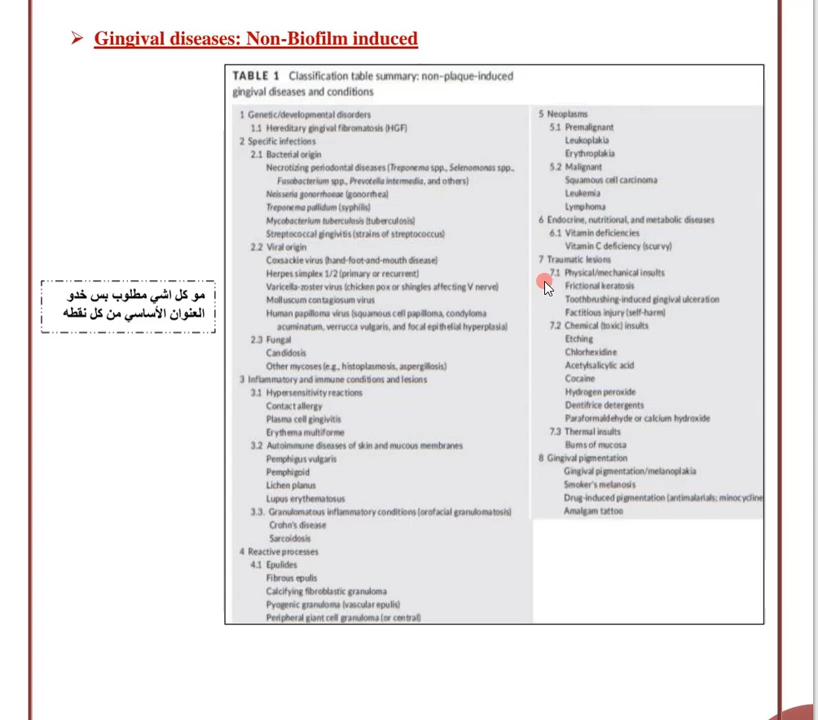 ➢ Gingival diseases: Non-Biofilm induced
TABLE 1 Classification table summary: non-plaque-induced
gingival diseases and conditions
1 Genetic/developmental disorders
1.1 Hereditary gingival fibromatosis (HGF)
2 Specific infections
2.1 Bacterial origin
Necrotizing periodontal diseases (Treponema spp., Selenomonas spp.,
Fusobacterium spp., Prevotella intermedia, and others)
Neisseria gonorrhoeae (gonorrhea)
Treponema pallidum (syphilis)
Mycobacterium tuberculosis (tuberculosis)
Streptococcal gingivitis (strains of streptococcus)
2.2 Viral origin
Coxsackie virus (hand-foot-and-mouth disease)
Herpes simplex 1/2 (primary or recurrent)
Varicella-zoster virus (chicken pox or shingles affecting V nerve)
Molluscum contagiosum virus
Human papilloma virus (squamous cell papilloma, condyloma
acuminatum, verrucca vulgaris, and focal epithelial hyperplasia)
2.3 Fungal
Candidosis
Other mycoses (e.g., histoplasmosis, aspergillosis)
3 Inflammatory and immune conditions and lesions
3.1 Hypersensitivity reactions
Contact allergy
Plasma cell gingivitis
Erythema multiforme
3.2 Autoimmune diseases of skin and mucous membranes
Pemphigus vulgaris
Pemphigoid
Lichen planus
Lupus erythematosus
3.3. Granulomatous inflammatory conditions (orofacial granulomatosis)
Crohn's disease
Sarcoidosis
4 Reactive processes
4.1 Epulides
Fibrous epulis
Calcifying fibroblastic granuloma
Pyogenic granuloma (vascular epulis)
Peripheral giant cell granuloma (or central)
5 Neoplasms
5.1 Premalignant
Leukoplakia
Erythroplakia
5.2 Malignant
Squamous cell carcinoma
Leukemia
Lymphoma
6 Endocrine, nutritional, and metabolic diseases
6.1 Vitamin deficiencies
Vitamin C deficiency (scurvy)
7 Traumatic lesions
7.1 Physical/mechanical insults
Frictional keratosis
Toothbrushing-induced gingival ulceration
Factitious injury (self-harm)
7.2 Chemical (toxic) insults
Etching
Chlorhexidine
Acetylsalicylic acid
Cocaine
Hydrogen peroxide
Dentifrice detergents
Paraformaldehyde or calcium hydroxide
7.3 Thermal insults
Burns of mucosa
8 Gingival pigmentation
Gingival pigmentation/melanoplakia
Smoker's melanosis
Drug-induced pigmentation (antimalarials; minocycline
Amalgam tattoo
مو كل اشي مطلوب بس خدو
العنوان الأساسي من كل نقطه